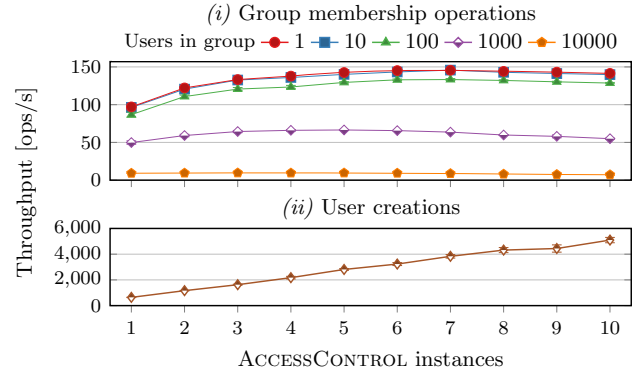 (i) Group membership operations
Users in group 1 10 100 1000 10000
150
100
50
0
Throughput [ops/s]
(ii) User creations
6,000
4,000
2,000
0
1 2 3 4 5 6 7 8 9 10
ACCESSCONTROL instances